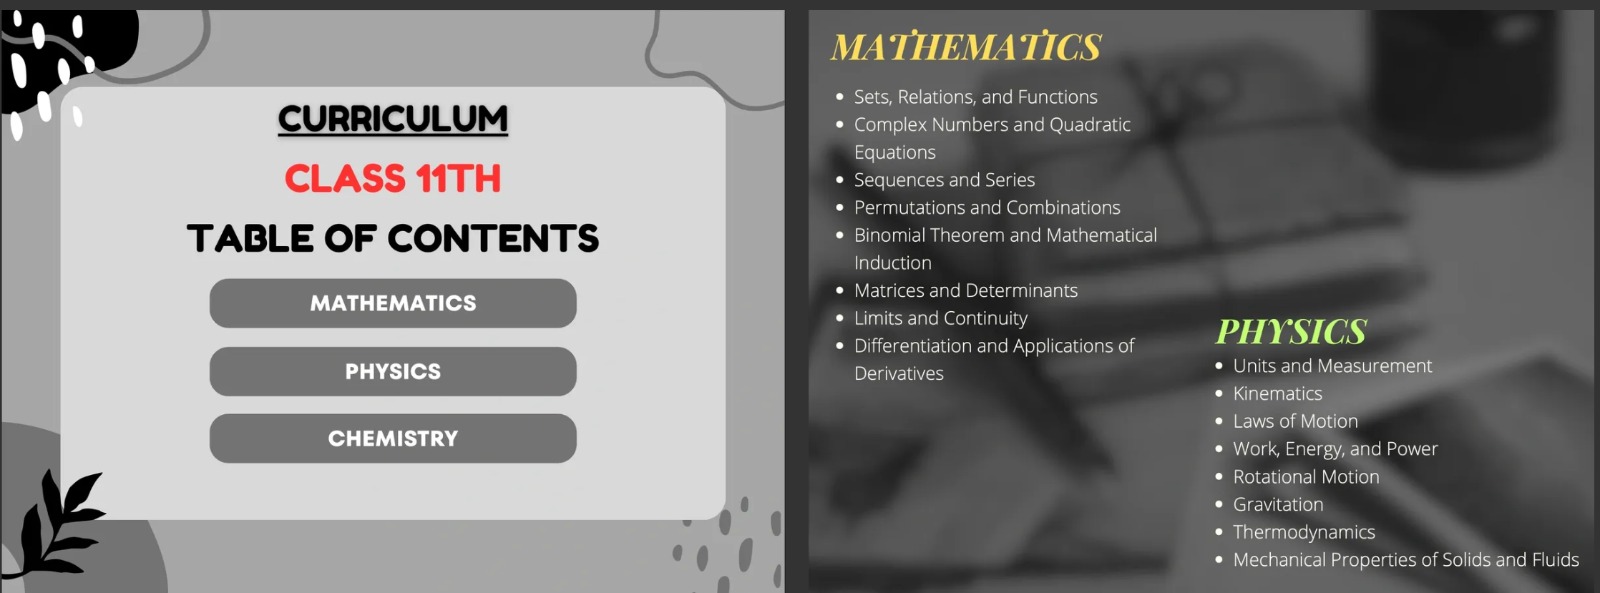 CURRICULUM
CLASS 11TH
TABLE OF CONTENTS
MATHEMATICS
PHYSICS
CHEMISTRY
MATHEMATICS
Sets, Relations, and Functions
Complex Numbers and Quadratic
Equations
Sequences and Series
Permutations and Combinations
Binomial Theorem and Mathematical
Induction
Matrices and Determinants
Limits and Continuity
Differentiation and Applications of
Derivatives
PHYSICS
Units and Measurement
Kinematics
Laws of Motion
Work, Energy, and Power
Rotational Motion
Gravitation
Thermodynamics
Mechanical Properties of Solids and Fluids